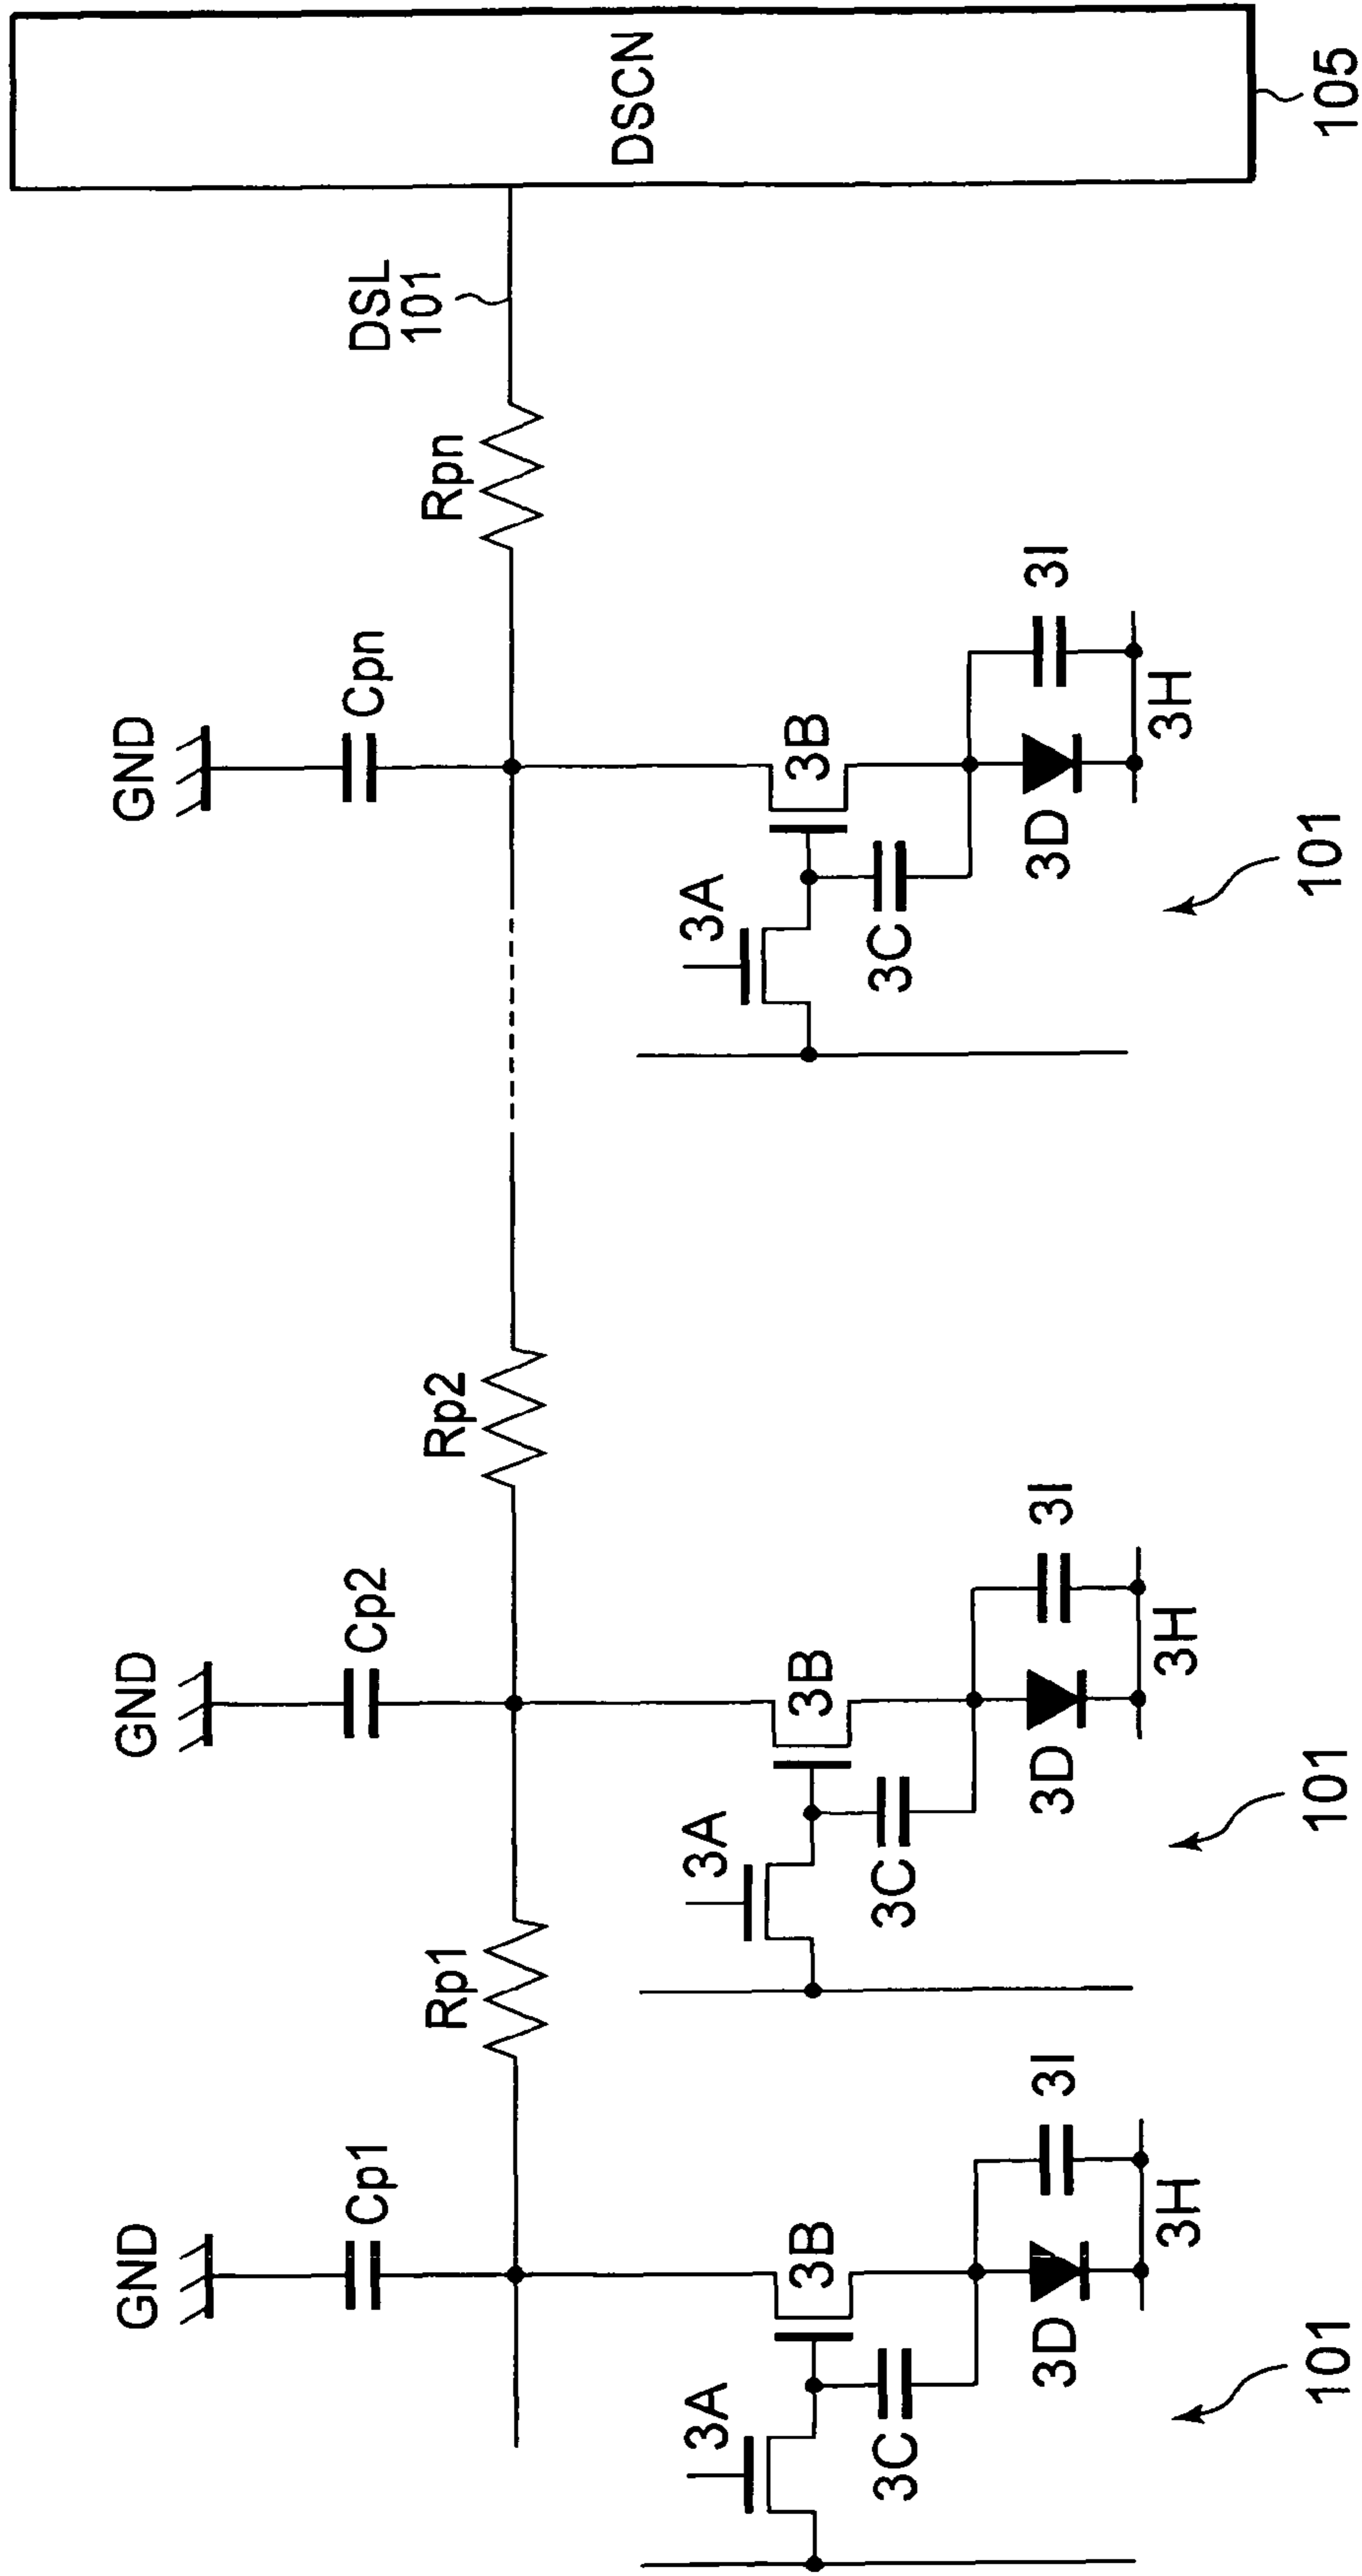 DSCN
105
DSL
101
Rpn
GND
Cpn
3A
3B
3C
3D
3I
3H
101
Rp2
GND
Cp2
3A
3B
3C
3D
3I
3H
101
Rp1
GND
Cp1
3A
3B
3C
3D
3I
3H
101